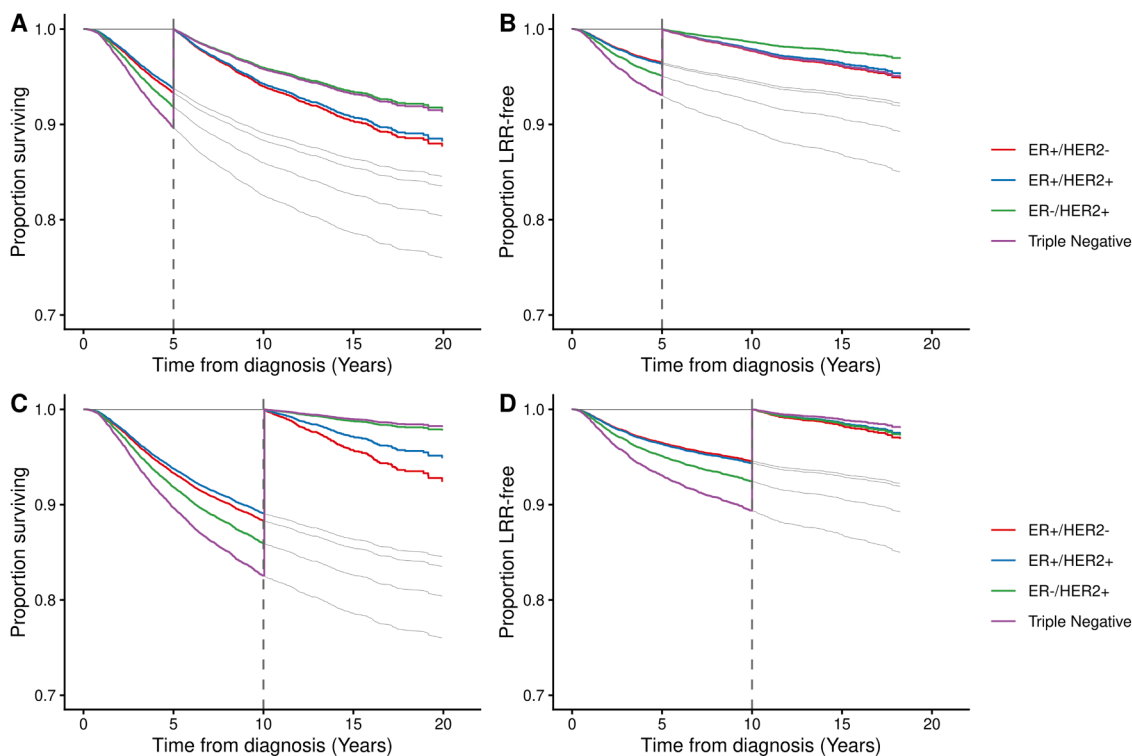 A
Proportion surviving
1.0
0.9
0.8
0.7
0 5 10 15 20
Time from diagnosis (Years)
B
Proportion LRR-free
1.0
0.9
0.8
0.7
0 5 10 15 20
Time from diagnosis (Years)
ER+/HER2-
ER+/HER2+
ER-/HER2+
Triple Negative
C
Proportion surviving
1.0
0.9
0.8
0.7
0 5 10 15 20
Time from diagnosis (Years)
D
Proportion LRR-free
1.0
0.9
0.8
0.7
0 5 10 15 20
Time from diagnosis (Years)
ER+/HER2-
ER+/HER2+
ER-/HER2+
Triple Negative